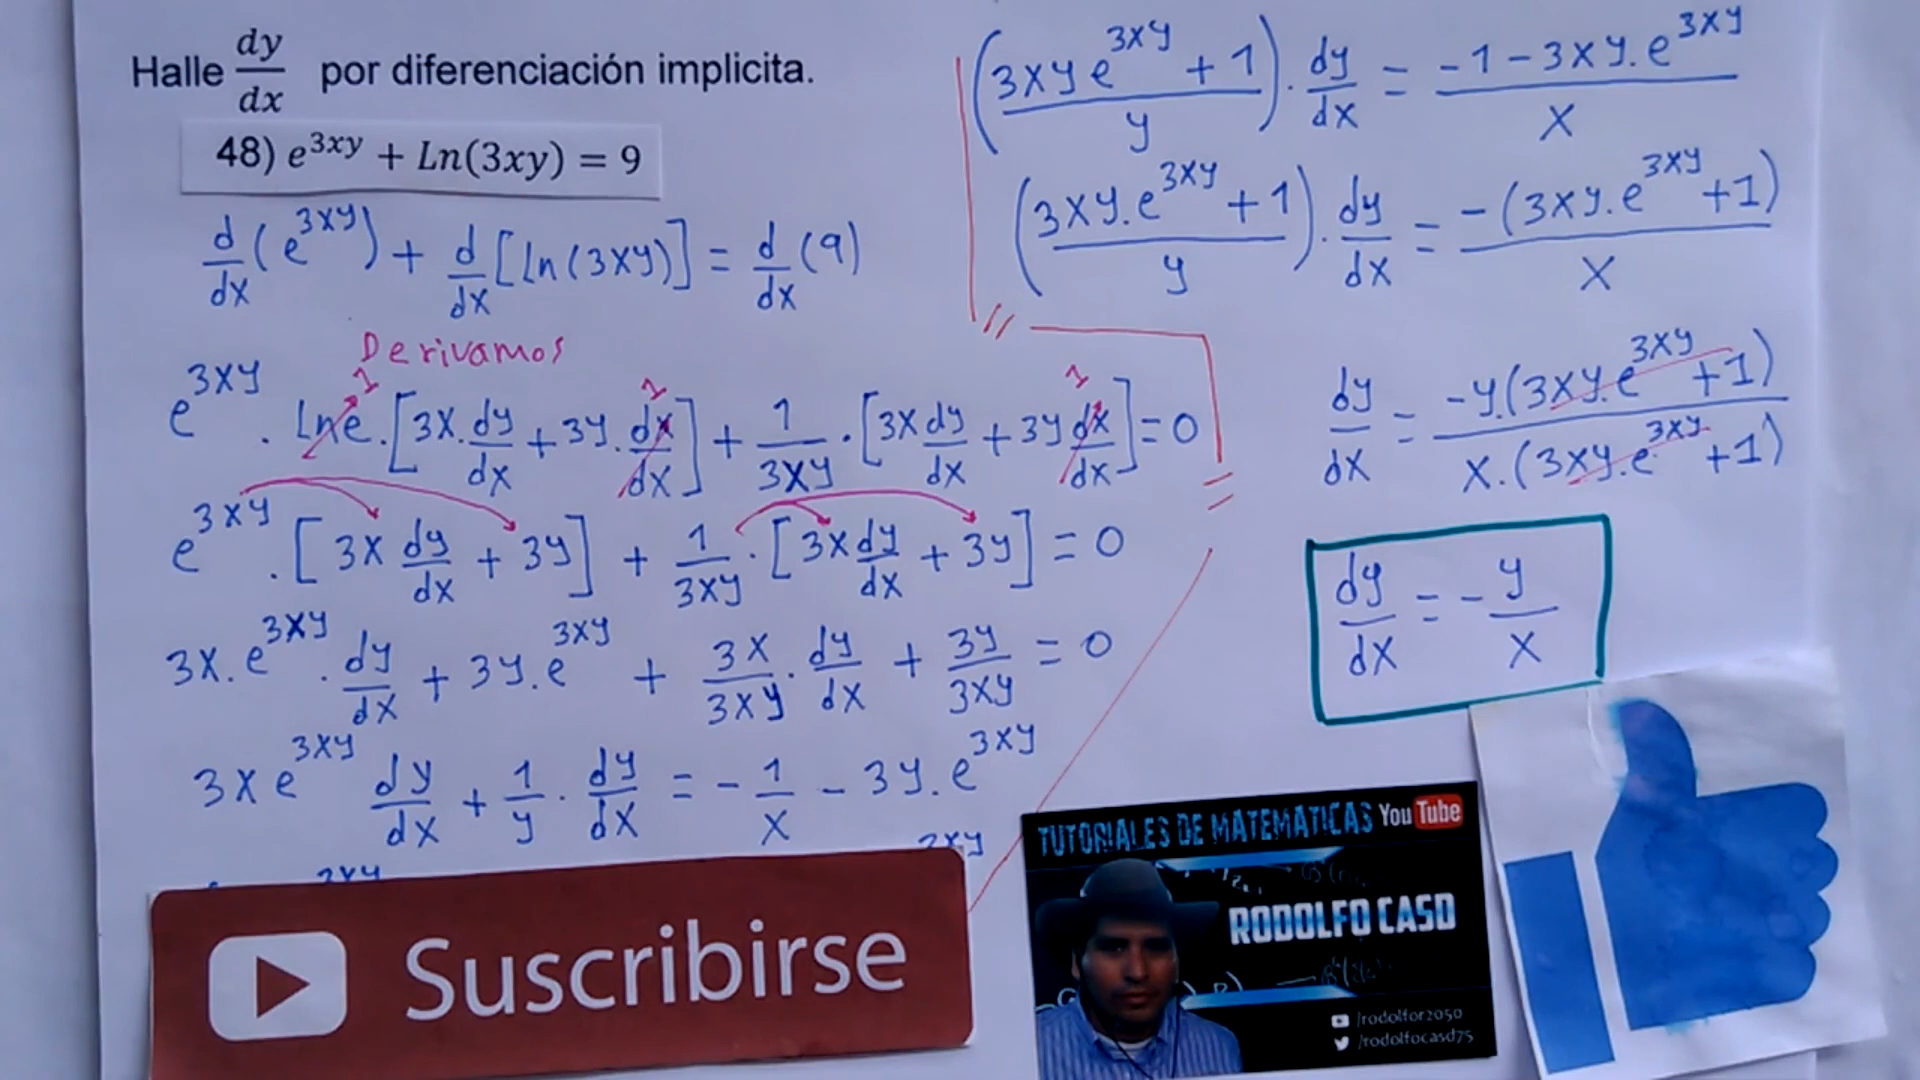 Halle dy/dx por diferenciación implicita.
48) e^{3xy} + Ln(3xy) = 9
d/dx (e^{3xy}) + d/dx [ln(3xy)] = d/dx (9)
Derivamos
e^{3xy} . lne . [3x. dy/dx + 3y. dx/dx] + 1/3xy . [3x dy/dx + 3y dx/dx] = 0
1 1 1
e^{3xy} . [3x dy/dx + 3y] + 1/3xy . [3x dy/dx + 3y] = 0
3x. e^{3xy} . dy/dx + 3y. e^{3xy} + 3x/3xy . dy/dx + 3y/3xy = 0
3x e^{3xy} dy/dx + 1/y . dy/dx = - 1/x - 3y. e^{3xy}
3xy 3xy
(3xy e^{3xy} + 1 / y) . dy/dx = -1 - 3xy. e^{3xy} / x
(3xy. e^{3xy} + 1 / y) . dy/dx = -(3xy. e^{3xy} + 1) / x
dy/dx = -y.(3xy. e^{3xy} + 1) / x.(3xy. e^{3xy} + 1)
dy/dx = - y/x
Suscribirse
TUTORIALES DE MATEMATICAS YouTube
RODOLFO CASD
/rodolfor2050
/rodolfocasd75